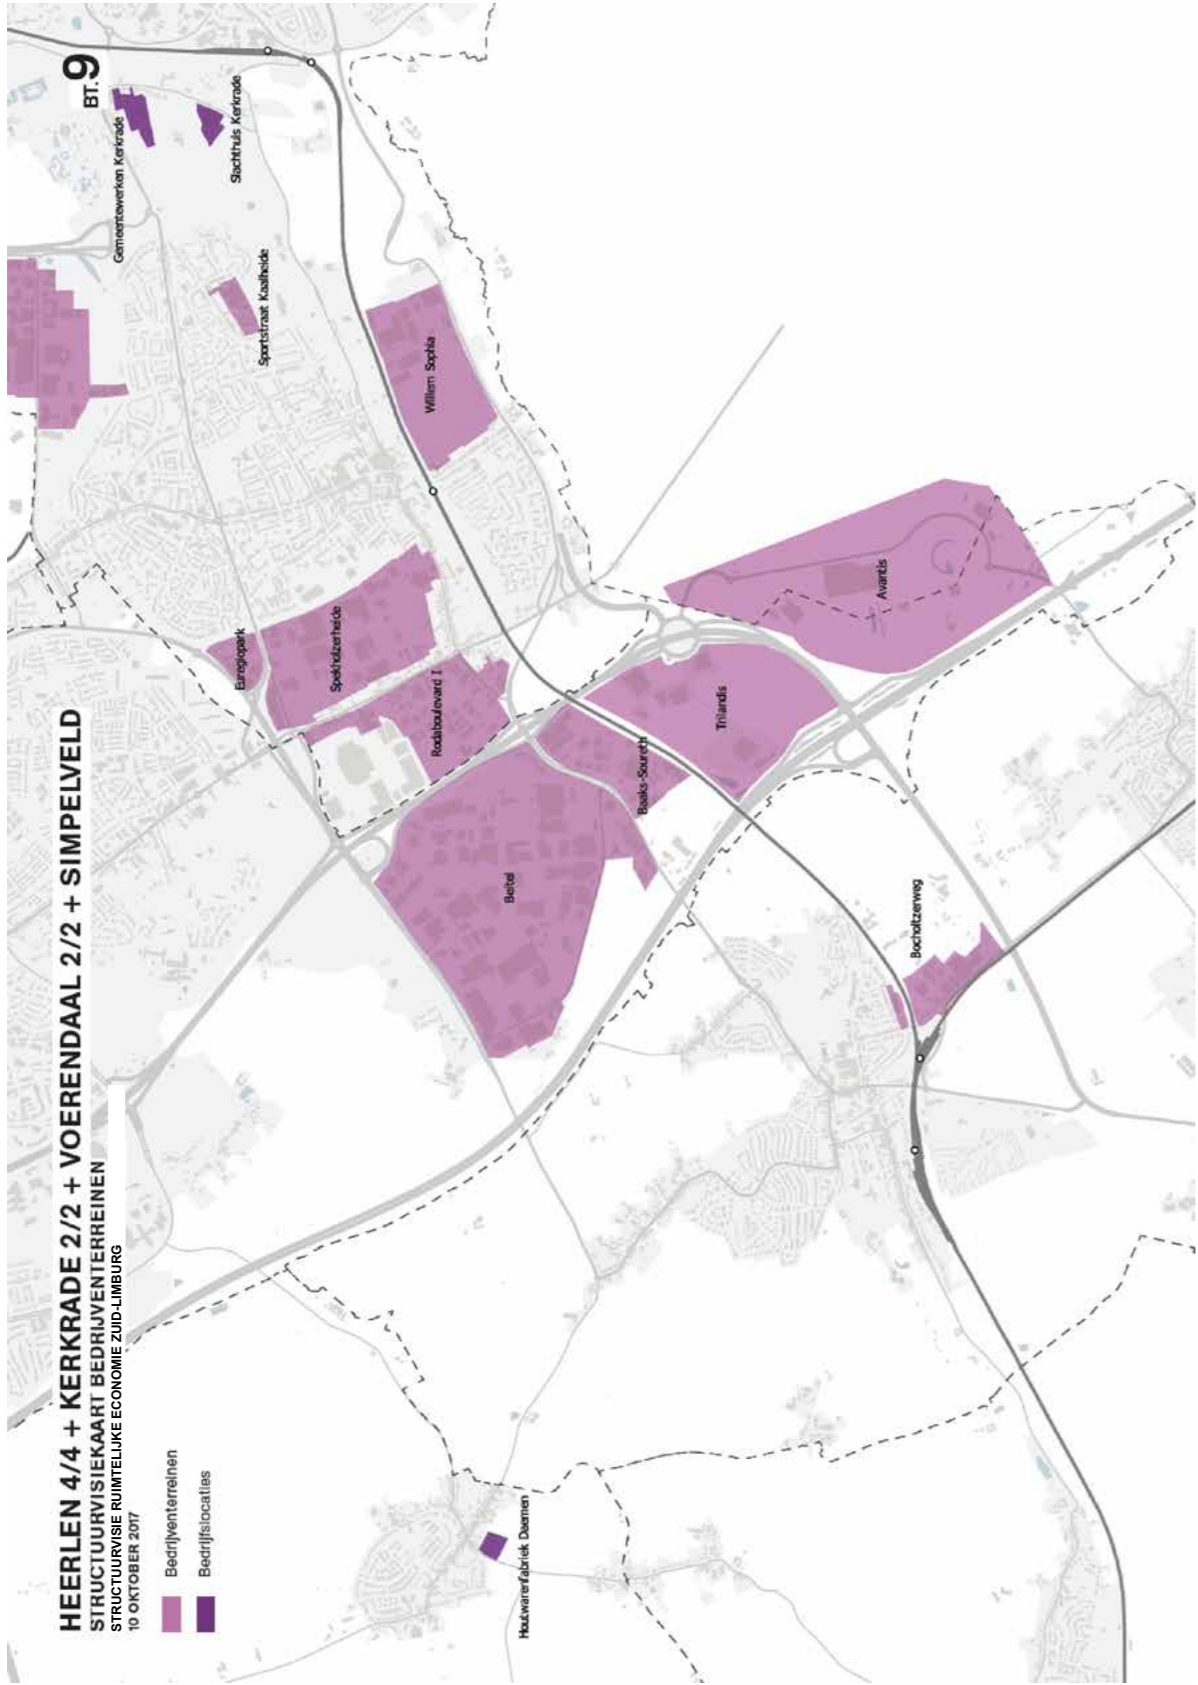 HEERLEN 4/4 + KERKRADE 2/2 + VOERENDAAL 2/2 + SIMPELVELD
STRUCTUURVISIEKAART BEDRIJVENTERREINEN
STRUCTUURVISIE RUIMTELIJKE ECONOMIE ZUID-LIMBURG
10 OKTOBER 2017
BT.9
Bedrijventerreinen
Bedrijfslocaties
Gemeentewerken Kerkrade
Slachthuis Kerkrade
Sportstraat Kaalheide
Willem Sophia
Euregiopark
Spekholzerheide
Rodaboulevard I
Beitel
Baaks-Soureth
Trilandis
Avantis
Bocholtzerweg
Houtwarenfabriek Daemen